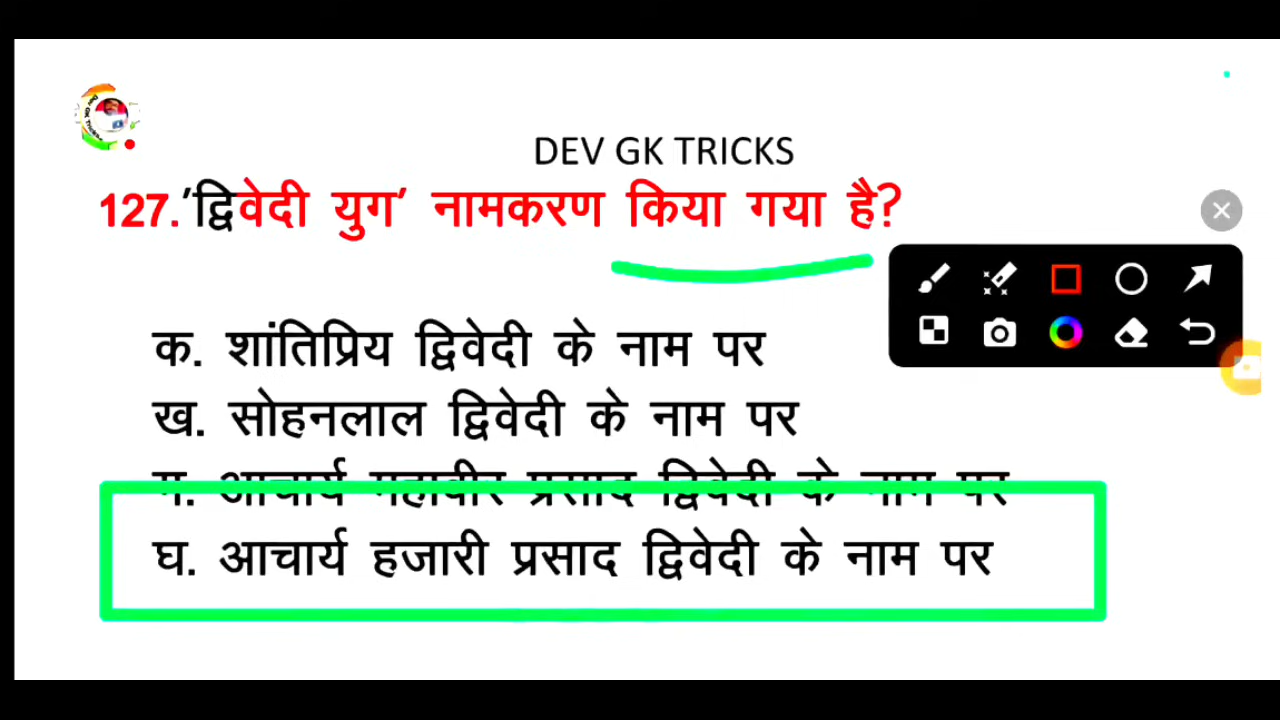 DEV GK TRICKS
127.'द्विवेदी युग' नामकरण किया गया है?
क. शांतिप्रिय द्विवेदी के नाम पर
ख. सोहनलाल द्विवेदी के नाम पर
ग. आचार्य महावीर प्रसाद द्विवेदी के नाम पर
घ. आचार्य हजारी प्रसाद द्विवेदी के नाम पर